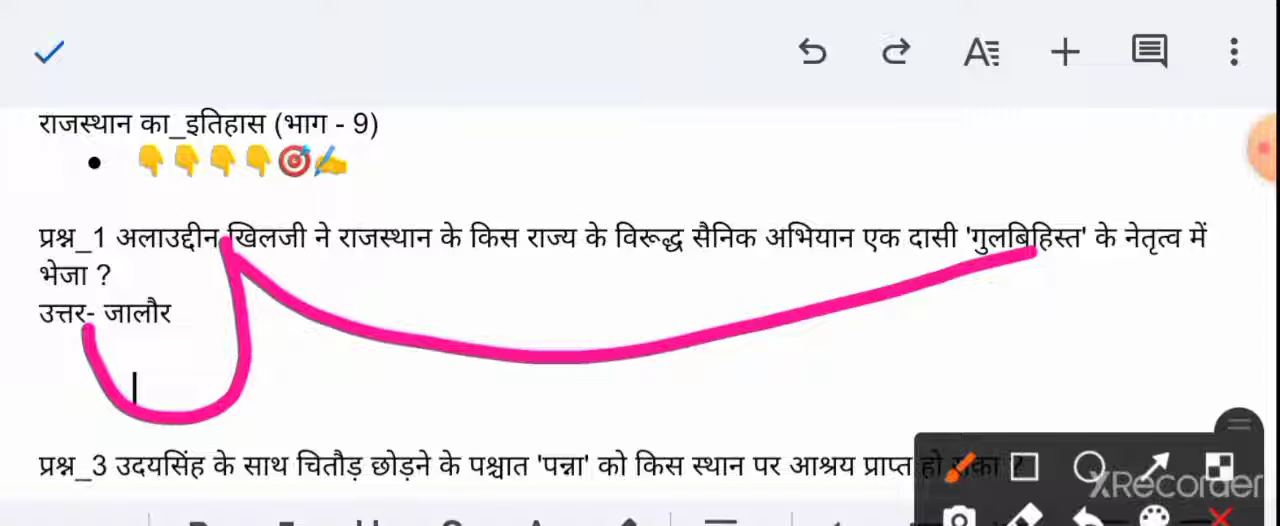 राजस्थान का_इतिहास (भाग - 9)
प्रश्न_1 अलाउद्दीन खिलजी ने राजस्थान के किस राज्य के विरूद्ध सैनिक अभियान एक दासी 'गुलबिहिस्त' के नेतृत्व में
भेजा ?
उत्तर- जालौर
प्रश्न_3 उदयसिंह के साथ चितौड़ छोड़ने के पश्चात 'पन्ना' को किस स्थान पर आश्रय प्राप्त हो सका ?
XRecorder